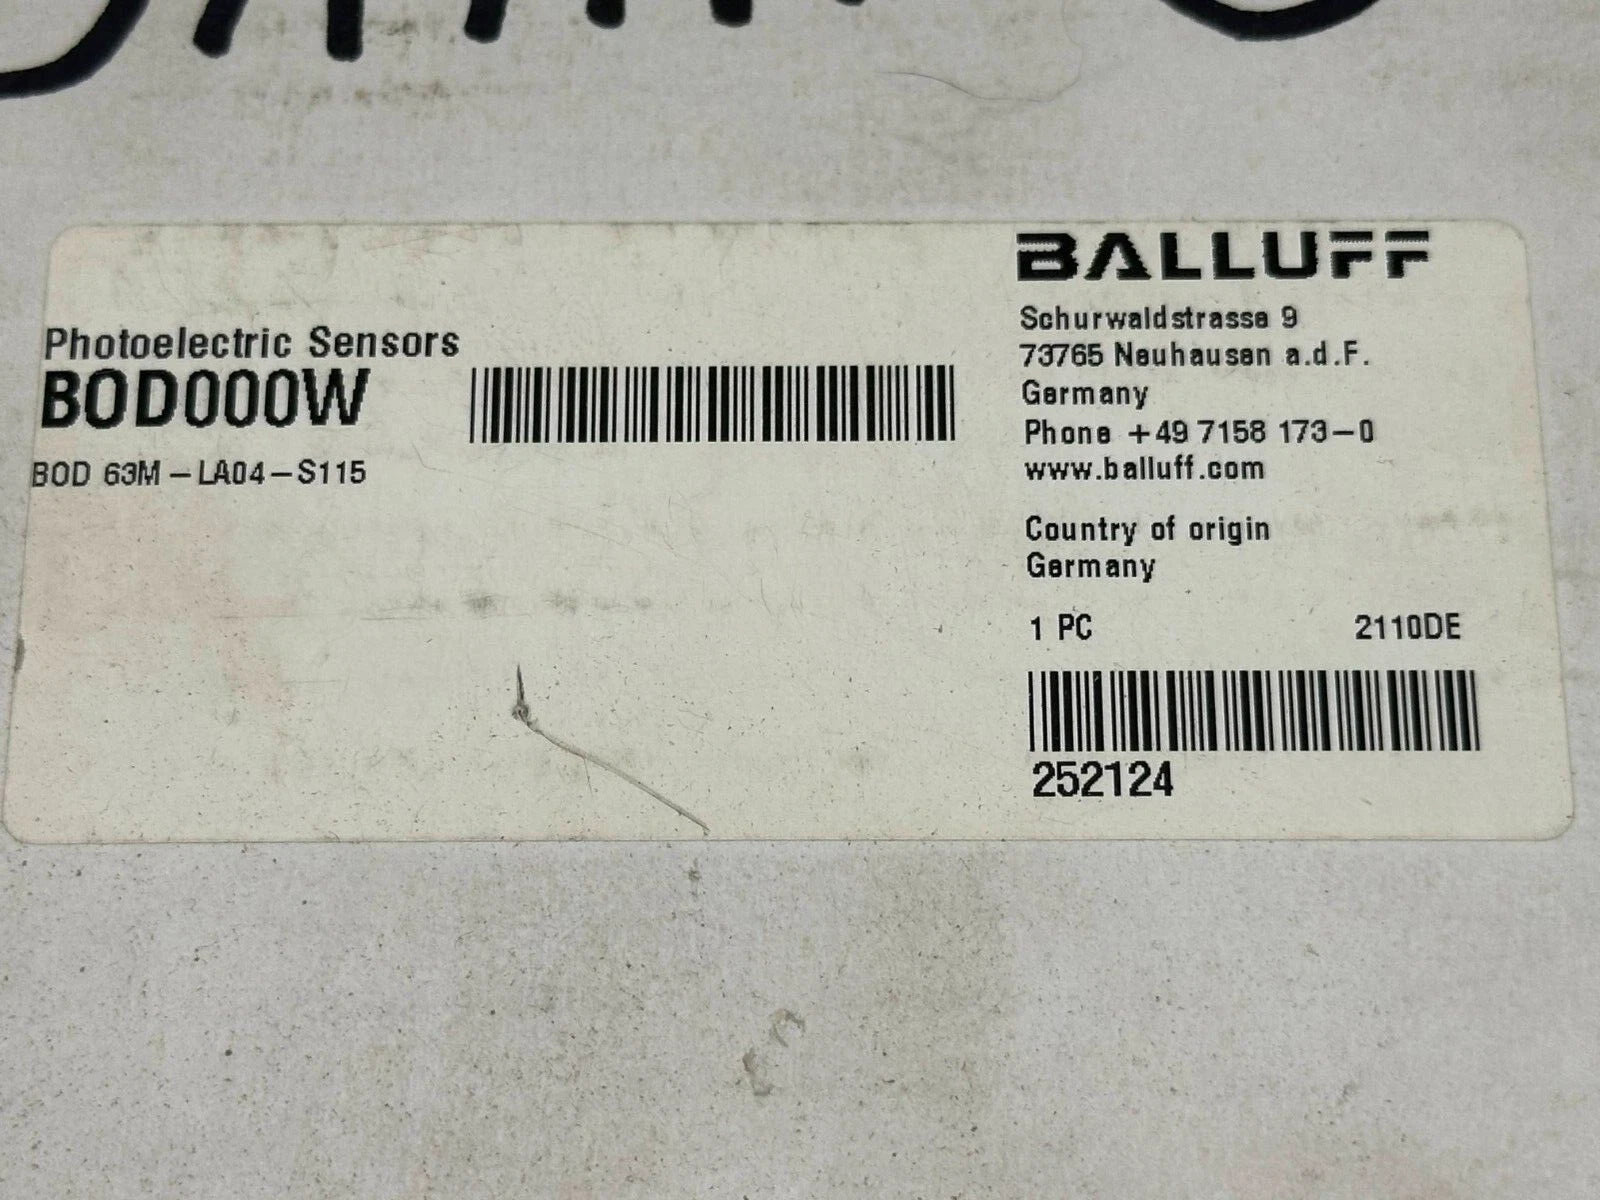 Photoelectric Sensors
BOD000W
BOD 63M-LA04-S115
BALLUFF
Schurwaldstrasse 9
73765 Neuhausen a.d.F.
Germany
Phone +49 7158 173-0
www.balluff.com
Country of origin
Germany
1 PC 2110DE
252124